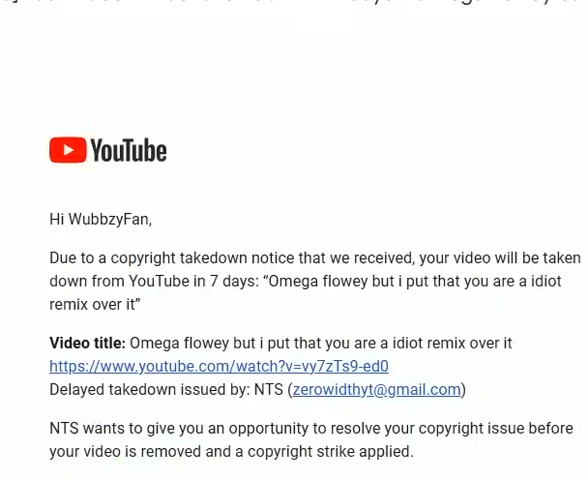 YouTube
Hi WubbzyFan,
Due to a copyright takedown notice that we received, your video will be taken
down from YouTube in 7 days: “Omega flowey but i put that you are a idiot
remix over it”
Video title: Omega flowey but i put that you are a idiot remix over it
https://www.youtube.com/watch?v=vy7zTs9-ed0
Delayed takedown issued by: NTS (zerowidthyt@gmail.com)
NTS wants to give you an opportunity to resolve your copyright issue before
your video is removed and a copyright strike applied.